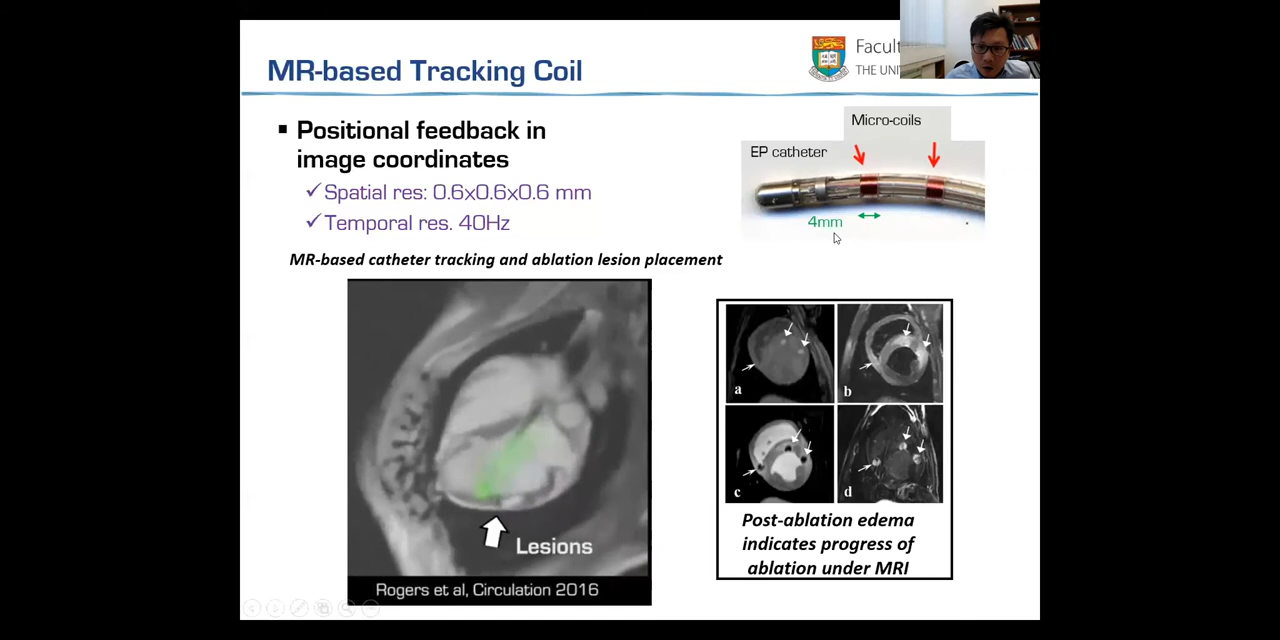 MR-based Tracking Coil
Facul
THE UNI
▪ Positional feedback in
image coordinates
✓Spatial res: 0.6x0.6x0.6 mm
✓Temporal res. 40Hz
Micro-coils
EP catheter
4mm
MR-based catheter tracking and ablation lesion placement
Lesions
Rogers et al, Circulation 2016
a
b
c
d
Post-ablation edema
indicates progress of
ablation under MRI